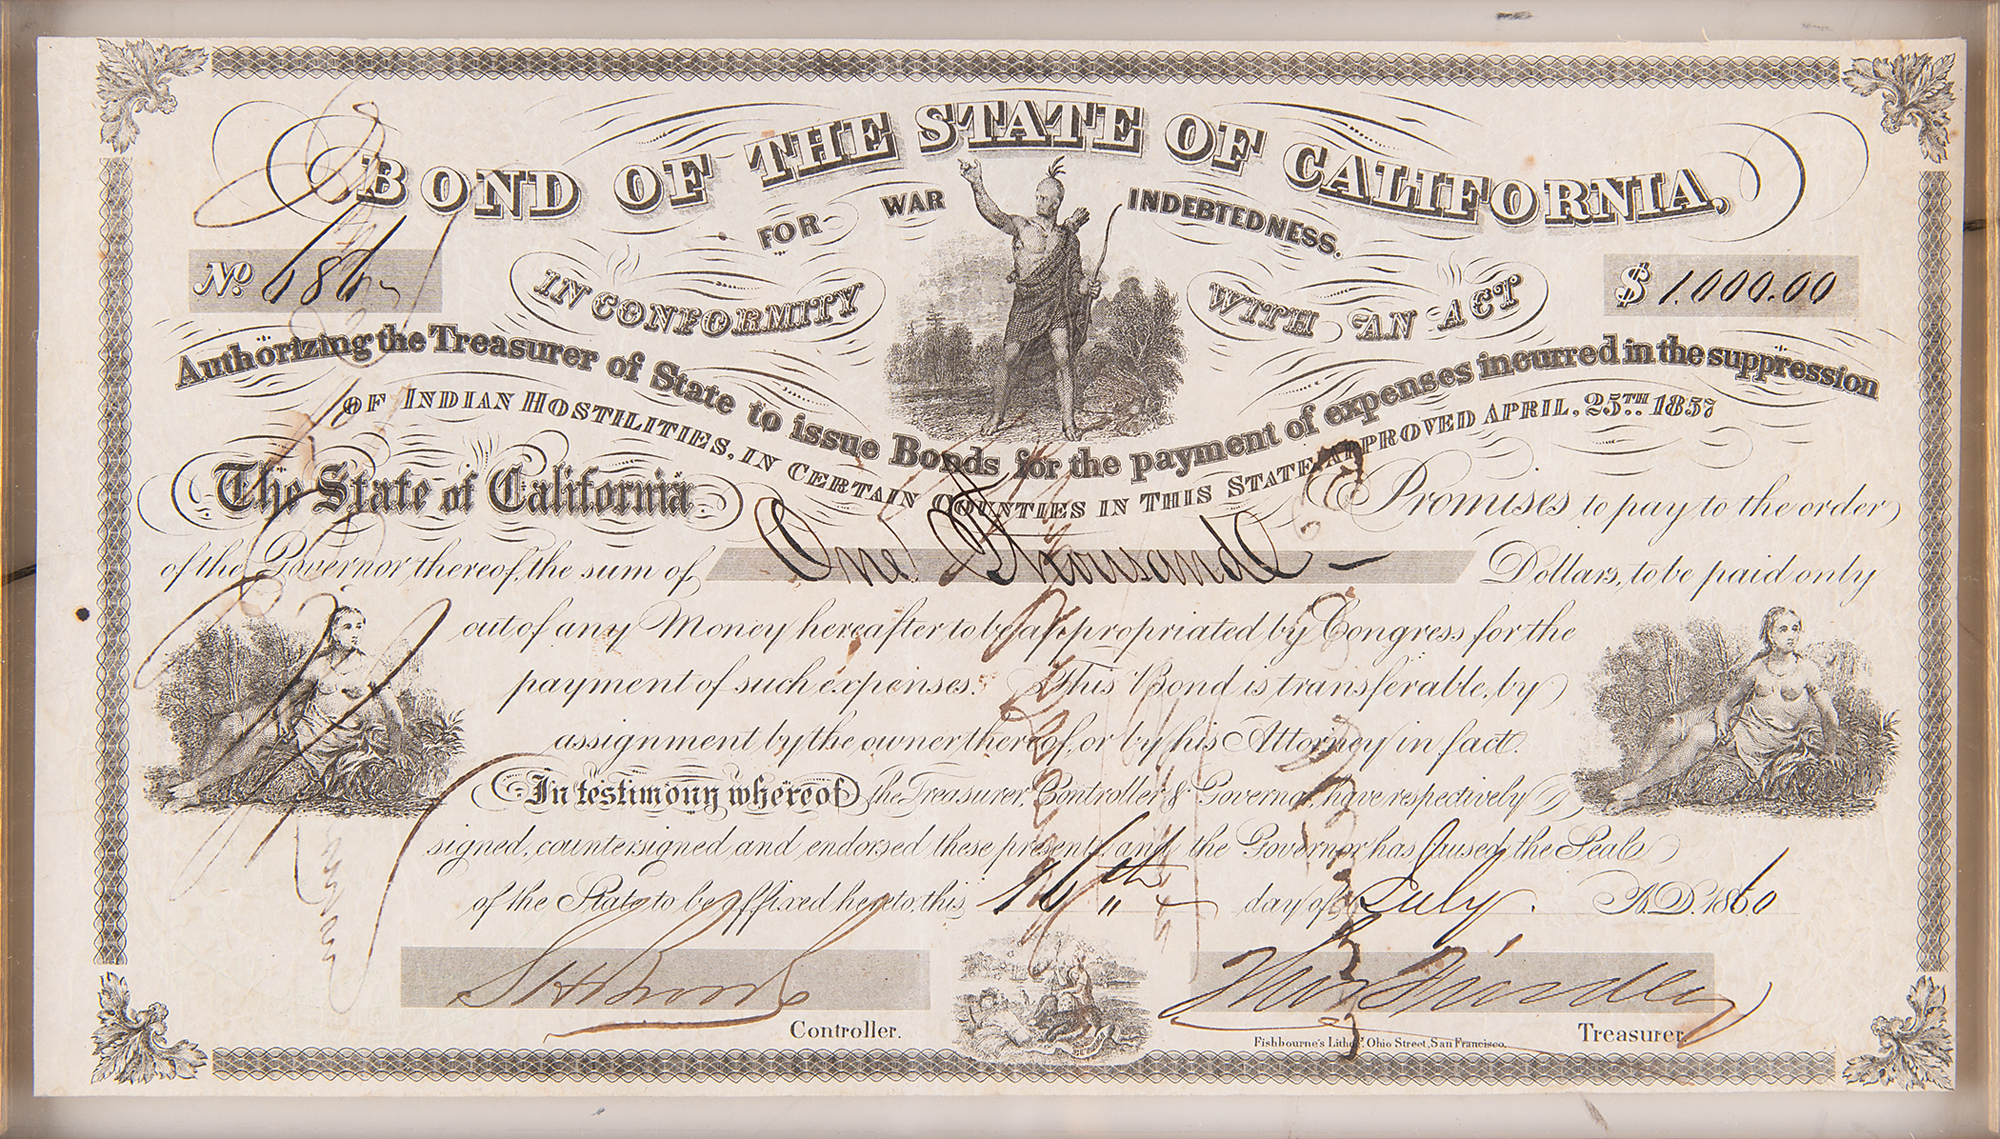 BOND OF THE STATE OF CALIFORNIA,
FOR WAR INDEBTEDNESS.
No. 686
$ 1.000.00
IN CONFORMITY WITH AN ACT
Authorizing the Treasurer of State to issue Bonds for the payment of expenses incurred in the suppression
OF INDIAN HOSTILITIES, IN CERTAIN COUNTIES IN THIS STATE, APPROVED APRIL, 25TH. 1857
The State of California Promises to pay to the order
of the Governor thereof, the sum of One Thousand — Dollars, to be paid only
out of any Money hereafter to be appropriated by Congress for the
payment of such expenses. This Bond is transferable, by
assignment by the owner thereof, or by his Attorney in fact.
In testimony whereof the Treasurer, Controller, & Governor, have respectively
signed, countersigned and endorsed these presents, and the Governor has caused the Seal
of the State to be affixed hereto, this 16th day of July. A.D. 1860
S H Brooks
Thos Findley
Controller.
Treasurer.
Fishbourne's Lithoy. Ohio Street, San Francisco.